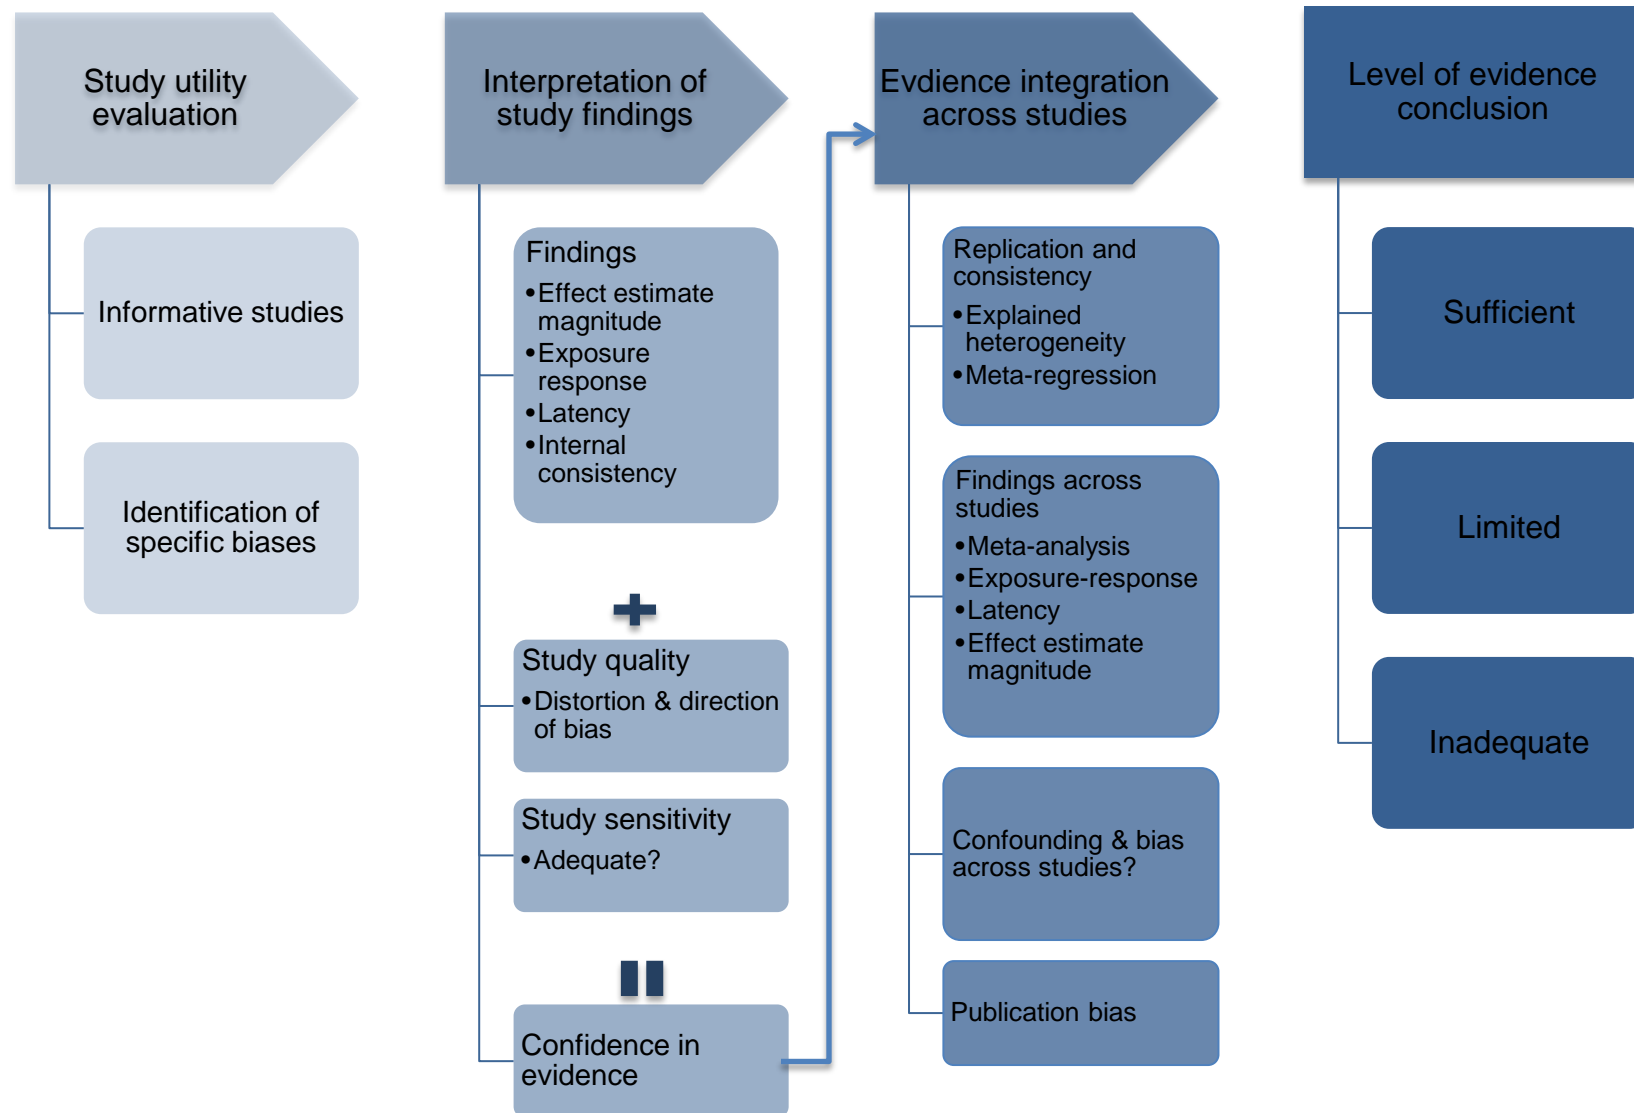 Study utility
evaluation
Informative studies
Identification of
specific biases
Interpretation of
study findings
Findings
•Effect estimate
magnitude
•Exposure
response
•Latency
•Internal
consistency
Study quality
•Distortion & direction
of bias
Study sensitivity
•Adequate?
Confidence in
evidence
Evdience integration
across studies
Replication and
consistency
•Explained
heterogeneity
•Meta-regression
Findings across
studies
•Meta-analysis
•Exposure-response
•Latency
•Effect estimate
magnitude
Confounding & bias
across studies?
Publication bias
Level of evidence
conclusion
Sufficient
Limited
Inadequate